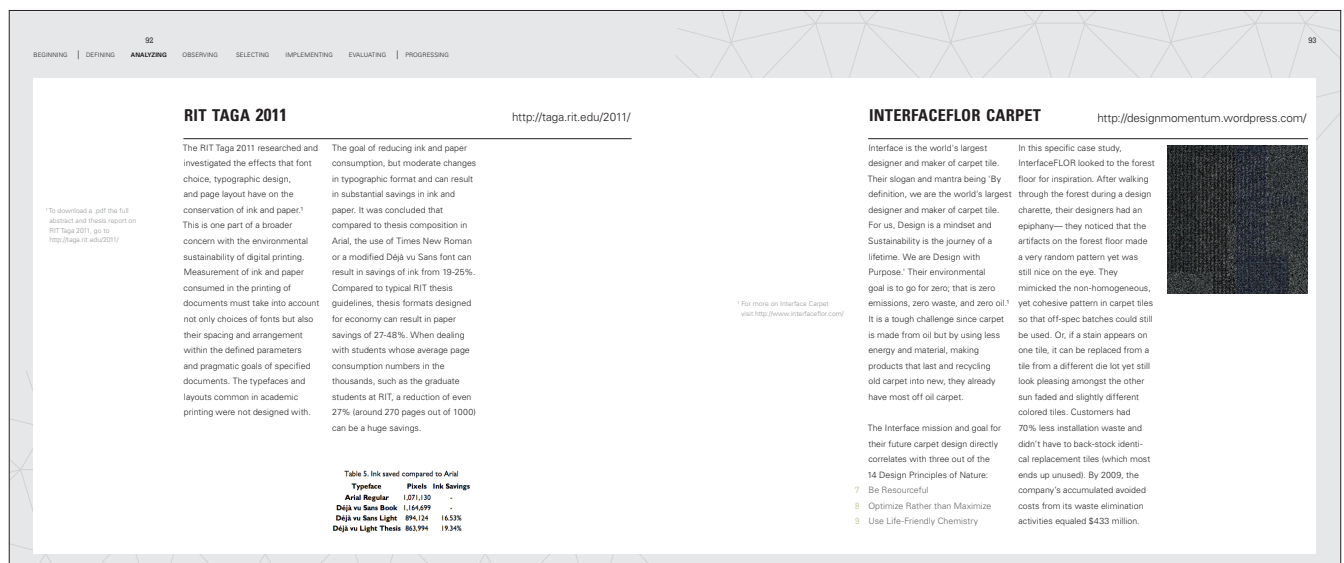 92
BEGINNING | DEFINING ANALYZING OBSERVING SELECTING IMPLEMENTING EVALUATING | PROGRESSING
RIT TAGA 2011
http://taga.rit.edu/2011/
¹ To download a .pdf the full
abstract and thesis report on
RIT Taga 2011, go to
http://taga.rit.edu/2011/
The RIT Taga 2011 researched and
investigated the effects that font
choice, typographic design,
and page layout have on the
conservation of ink and paper.¹
This is one part of a broader
concern with the environmental
sustainability of digital printing.
Measurement of ink and paper
consumed in the printing of
documents must take into account
not only choices of fonts but also
their spacing and arrangement
within the defined parameters
and pragmatic goals of specified
documents. The typefaces and
layouts common in academic
printing were not designed with.
The goal of reducing ink and paper
consumption, but moderate changes
in typographic format and can result
in substantial savings in ink and
paper. It was concluded that
compared to thesis composition in
Arial, the use of Times New Roman
or a modified Déjà vu Sans font can
result in savings of ink from 19-25%.
Compared to typical RIT thesis
guidelines, thesis formats designed
for economy can result in paper
savings of 27-48%. When dealing
with students whose average page
consumption numbers in the
thousands, such as the graduate
students at RIT, a reduction of even
27% (around 270 pages out of 1000)
can be a huge savings.
Table 5. Ink saved compared to Arial
Typeface Pixels Ink Savings
Arial Regular 1,071,130 -
Déjà vu Sans Book 1,164,699 -
Déjà vu Sans Light 894,124 16.53%
Déjà vu Light Thesis 863,994 19.34%
93
INTERFACEFLOR CARPET
http://designmomentum.wordpress.com/
¹ For more on Interface Carpet
visit http://www.interfaceflor.com/
Interface is the world's largest
designer and maker of carpet tile.
Their slogan and mantra being 'By
definition, we are the world's largest
designer and maker of carpet tile.
For us, Design is a mindset and
Sustainability is the journey of a
lifetime. We are Design with
Purpose.' Their environmental
goal is to go for zero; that is zero
emissions, zero waste, and zero oil.¹
It is a tough challenge since carpet
is made from oil but by using less
energy and material, making
products that last and recycling
old carpet into new, they already
have most off oil carpet.
The Interface mission and goal for
their future carpet design directly
correlates with three out of the
14 Design Principles of Nature:
7 Be Resourceful
8 Optimize Rather than Maximize
9 Use Life-Friendly Chemistry
In this specific case study,
InterfaceFLOR looked to the forest
floor for inspiration. After walking
through the forest during a design
charette, their designers had an
epiphany— they noticed that the
artifacts on the forest floor made
a very random pattern yet was
still nice on the eye. They
mimicked the non-homogeneous,
yet cohesive pattern in carpet tiles
so that off-spec batches could still
be used. Or, if a stain appears on
one tile, it can be replaced from a
tile from a different die lot yet still
look pleasing amongst the other
sun faded and slightly different
colored tiles. Customers had
70% less installation waste and
didn't have to back-stock identi-
cal replacement tiles (which most
ends up unused). By 2009, the
company's accumulated avoided
costs from its waste elimination
activities equaled $433 million.